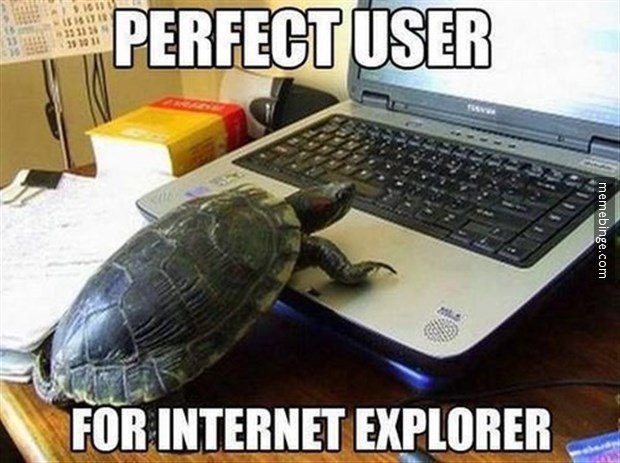 PERFECT USER
TOSHIBA
memebinge.com
FOR INTERNET EXPLORER